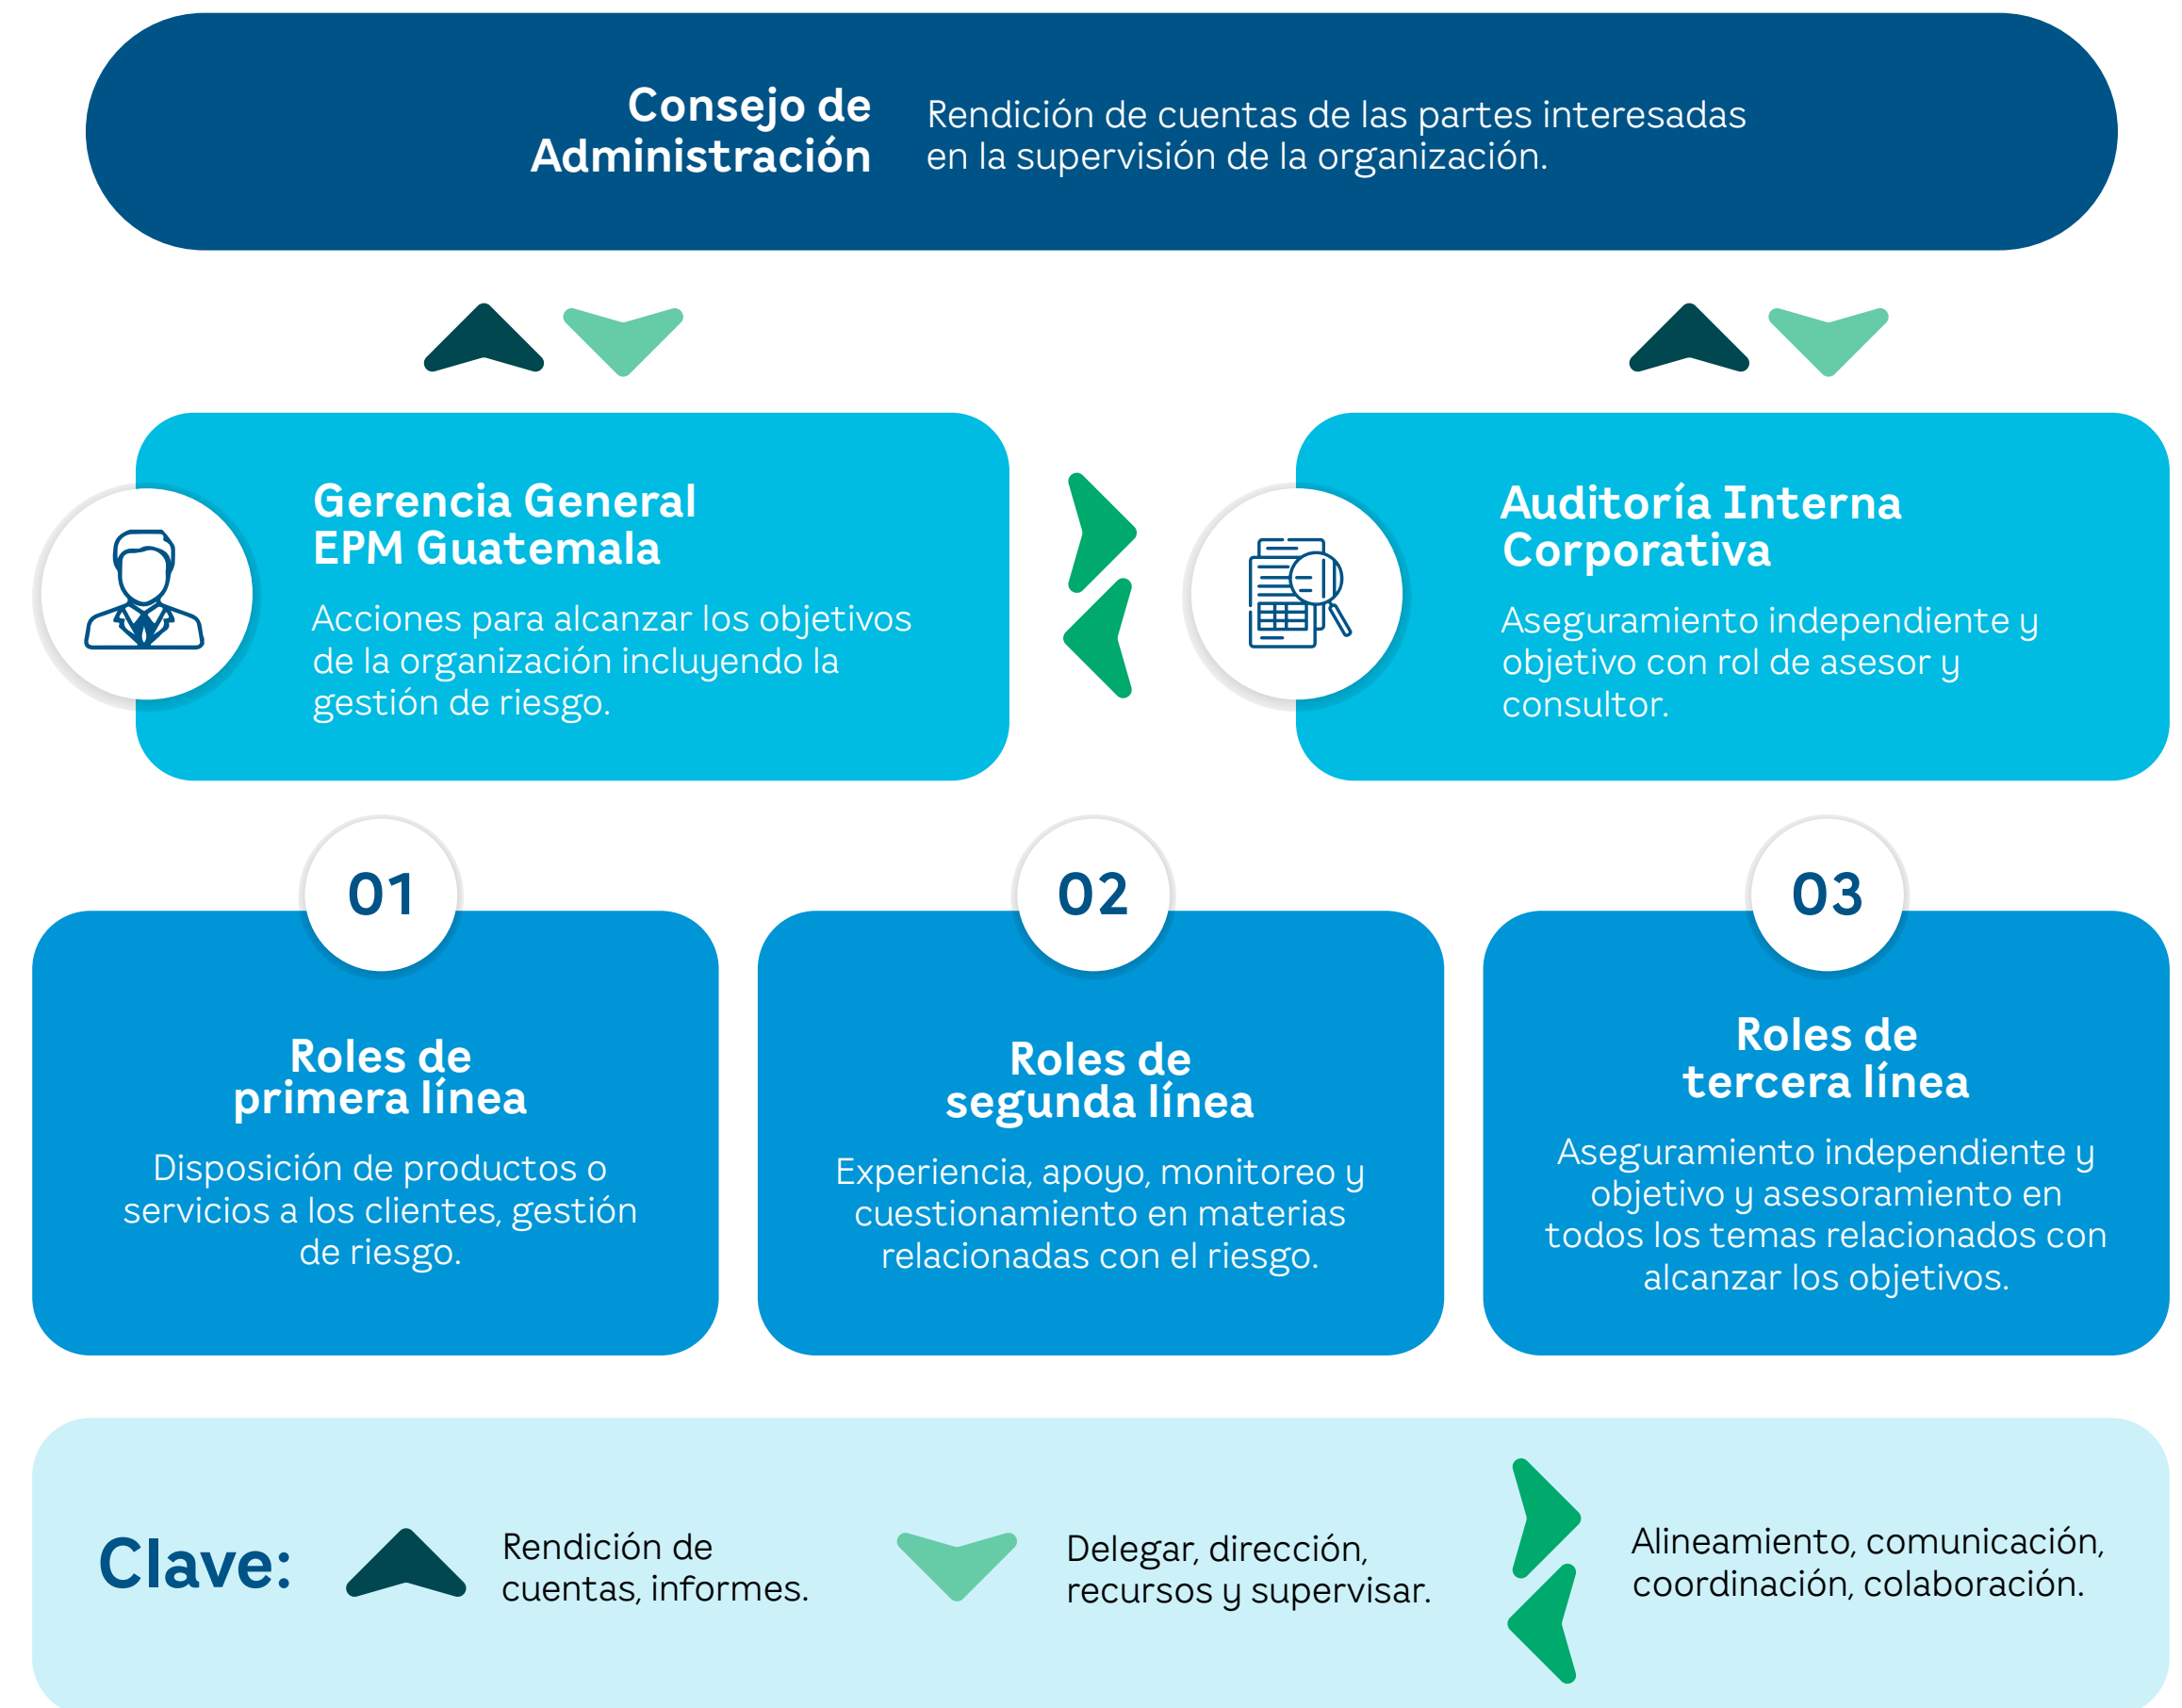 Consejo de
Administración
Rendición de cuentas de las partes interesadas
en la supervisión de la organización.
Gerencia General
EPM Guatemala
Acciones para alcanzar los objetivos
de la organización incluyendo la
gestión de riesgo.
Auditoría Interna
Corporativa
Aseguramiento independiente y
objetivo con rol de asesor y
consultor.
01
Roles de
primera línea
Disposición de productos o
servicios a los clientes, gestión
de riesgo.
02
Roles de
segunda línea
Experiencia, apoyo, monitoreo y
cuestionamiento en materias
relacionadas con el riesgo.
03
Roles de
tercera línea
Aseguramiento independiente y
objetivo y asesoramiento en
todos los temas relacionados con
alcanzar los objetivos.
Clave:
Rendición de
cuentas, informes.
Delegar, dirección,
recursos y supervisar.
Alineamiento, comunicación,
coordinación, colaboración.